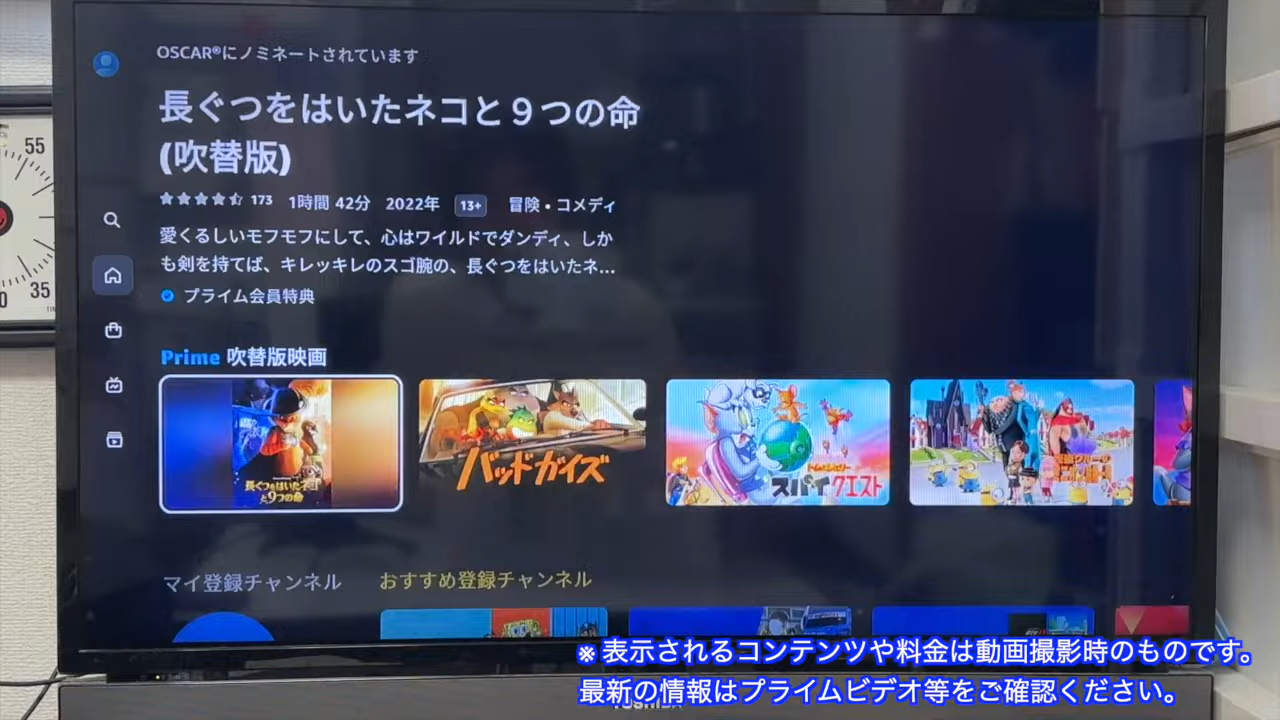 OSCAR®にノミネートされています
長ぐつをはいたネコと９つの命
(吹替版)
173 1時間 42分 2022年 13+ 冒険・コメディ
愛くるしいモフモフにして、心はワイルドでダンディ、しか
も剣を持てば、キレッキレのスゴ腕の、長ぐつをはいたネ...
プライム会員特典
Prime 吹替版映画
長ぐつをはいたネコ
と9つの命
バッドガイズ
トムとジェリー
スパイクエスト
マイ登録チャンネル おすすめ登録チャンネル
55
35
※ 表示されるコンテンツや料金は動画撮影時のものです。
最新の情報はプライムビデオ等をご確認ください。